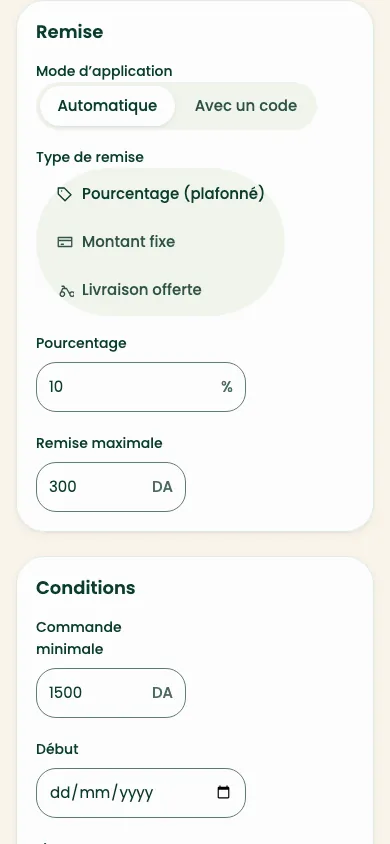 Remise
Mode d’application
Automatique Avec un code
Type de remise
Pourcentage (plafonné)
Montant fixe
Livraison offerte
Pourcentage
10 %
Remise maximale
300 DA
Conditions
Commande
minimale
1500 DA
Début
dd/mm/yyyy